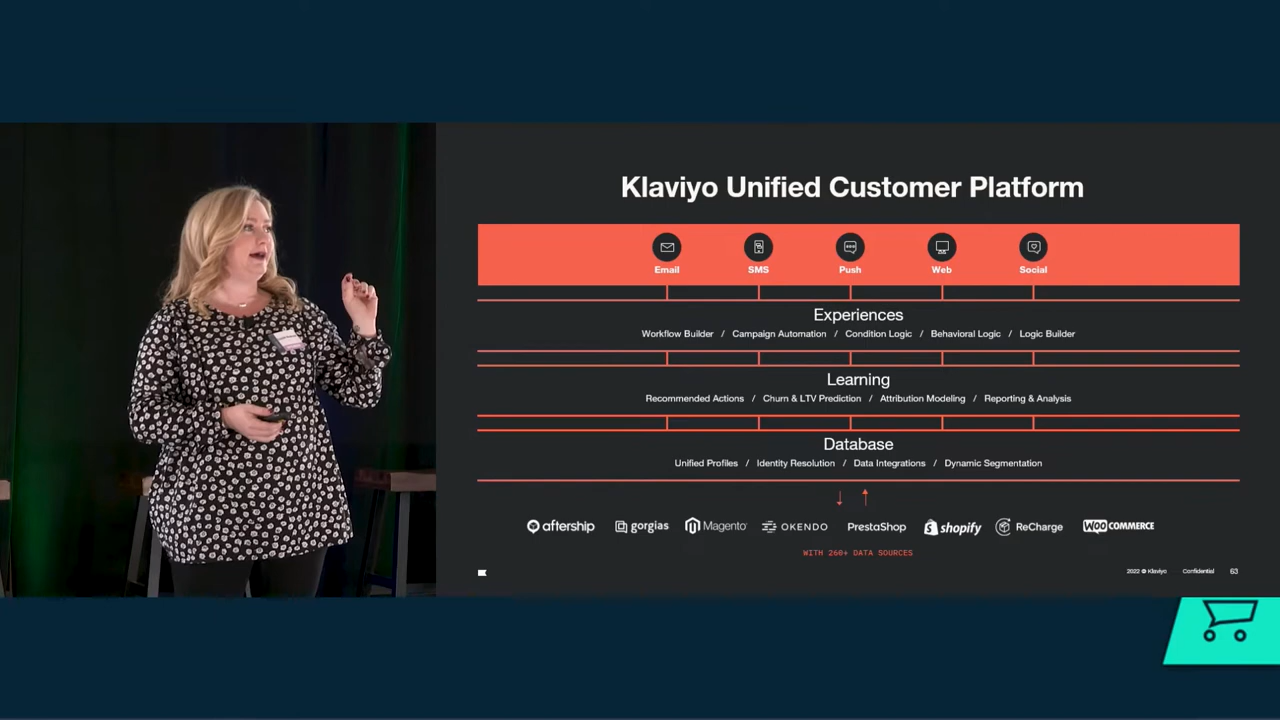 Klaviyo Unified Customer Platform
Email SMS Push Web Social
Experiences
Workflow Builder / Campaign Automation / Condition Logic / Behavioral Logic / Logic Builder
Learning
Recommended Actions / Churn & LTV Prediction / Attribution Modeling / Reporting & Analysis
Database
Unified Profiles / Identity Resolution / Data Integrations / Dynamic Segmentation
aftership gorgias Magento OKENDO PrestaShop shopify ReCharge WOO COMMERCE
WITH 260+ DATA SOURCES
2022 © Klaviyo Confidential 63